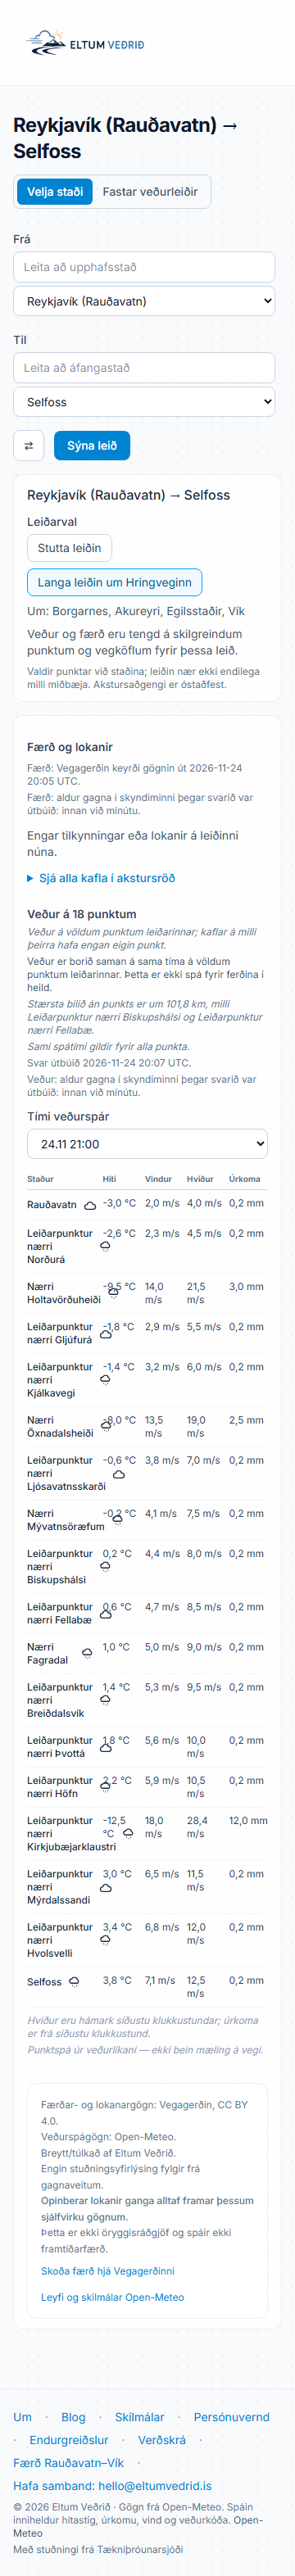 ELTUM VEÐRIÐ
Reykjavík (Rauðavatn) →
Selfoss
Velja staði
Fastar veðurleiðir
Frá
Leita að upphafsstað
Reykjavík (Rauðavatn)
Til
Leita að áfangastað
Selfoss
⇄
Sýna leið
Reykjavík (Rauðavatn) → Selfoss
Leiðarval
Stutta leiðin
Langa leiðin um Hringveginn
Um: Borgarnes, Akureyri, Egilsstaðir, Vík
Veður og færð eru tengd á skilgreindum
punktum og vegköflum fyrir þessa leið.
Valdir punktar við staðina; leiðin nær ekki endilega
milli miðbæja. Akstursaðgengi er óstaðfest.
Færð og lokanir
Færð: Vegagerðin keyrði gögnin út 2026-11-24
20:05 UTC.
Færð: aldur gagna í skyndiminni þegar svarið var
útbúið: innan við mínútu.
Engar tilkynningar eða lokanir á leiðinni
núna.
▶ Sjá alla kafla í akstursröð
Veður á 18 punktum
Veður á völdum punktum leiðarinnar; kaflar á milli
þeirra hafa engan eigin punkt.
Veður er borið saman á sama tíma á völdum
punktum leiðarinnar. Þetta er ekki spá fyrir ferðina í
heild.
Stærsta bilið án punkts er um 101,8 km, milli
Leiðarpunktur nærri Biskupshálsi og Leiðarpunktur
nærri Fellabæ.
Sami spátími gildir fyrir alla punkta.
Svar útbúið 2026-11-24 20:07 UTC.
Veður: aldur gagna í skyndiminni þegar svarið var
útbúið: innan við mínútu.
Tími veðurspár
24.11 21:00
Staður Hiti Vindur Hviður Úrkoma
Rauðavatn -3,0 °C 2,0 m/s 4,0 m/s 0,2 mm
Leiðarpunktur -2,6 °C 2,3 m/s 4,5 m/s 0,2 mm
nærri
Norðurá
Nærri -9,5 °C 14,0 21,5 3,0 mm
Holtavörðuheiði m/s m/s
Leiðarpunktur -1,8 °C 2,9 m/s 5,5 m/s 0,2 mm
nærri Gljúfurá
Leiðarpunktur -1,4 °C 3,2 m/s 6,0 m/s 0,2 mm
nærri
Kjálkavegi
Nærri -8,0 °C 13,5 19,0 2,5 mm
Öxnadalsheiði m/s m/s
Leiðarpunktur -0,6 °C 3,8 m/s 7,0 m/s 0,2 mm
nærri
Ljósavatnsskarði
Nærri -0,2 °C 4,1 m/s 7,5 m/s 0,2 mm
Mývatnsöræfum
Leiðarpunktur 0,2 °C 4,4 m/s 8,0 m/s 0,2 mm
nærri
Biskupshálsi
Leiðarpunktur 0,6 °C 4,7 m/s 8,5 m/s 0,2 mm
nærri Fellabæ
Nærri 1,0 °C 5,0 m/s 9,0 m/s 0,2 mm
Fagradal
Leiðarpunktur 1,4 °C 5,3 m/s 9,5 m/s 0,2 mm
nærri
Breiðdalsvík
Leiðarpunktur 1,8 °C 5,6 m/s 10,0 0,2 mm
nærri Þvottá m/s
Leiðarpunktur 2,2 °C 5,9 m/s 10,5 0,2 mm
nærri Höfn m/s
Leiðarpunktur -12,5 18,0 28,4 12,0 mm
nærri °C m/s m/s
Kirkjubæjarklaustri
Leiðarpunktur 3,0 °C 6,5 m/s 11,5 0,2 mm
nærri m/s
Mýrdalssandi
Leiðarpunktur 3,4 °C 6,8 m/s 12,0 0,2 mm
nærri m/s
Hvolsvelli
Selfoss 3,8 °C 7,1 m/s 12,5 0,2 mm
m/s
Hviður eru hámark síðustu klukkustundar; úrkoma
er frá síðustu klukkustund.
Punktspá úr veðurlíkani — ekki bein mæling á vegi.
Færðar- og lokanargögn: Vegagerðin, CC BY
4.0.
Veðurspágögn: Open-Meteo.
Breytt/túlkað af Eltum Veðrið.
Engin stuðningsyfirlýsing fylgir frá
gagnaveitum.
Opinberar lokanir ganga alltaf framar þessum
sjálfvirku gögnum.
Þetta er ekki öryggisráðgjöf og spáir ekki
framtíðarfærð.
Skoða færð hjá Vegagerðinni
Leyfi og skilmálar Open-Meteo
Um · Blog · Skilmálar · Persónuvernd
· Endurgreiðslur · Verðskrá ·
Færð Rauðavatn–Vík ·
Hafa samband: hello@eltumvedrid.is
© 2026 Eltum Veðrið · Gögn frá Open-Meteo. Spáin
inniheldur hitastig, úrkomu, vind og veðurkóða. Open-
Meteo
Með stuðningi frá Tækniþróunarsjóði